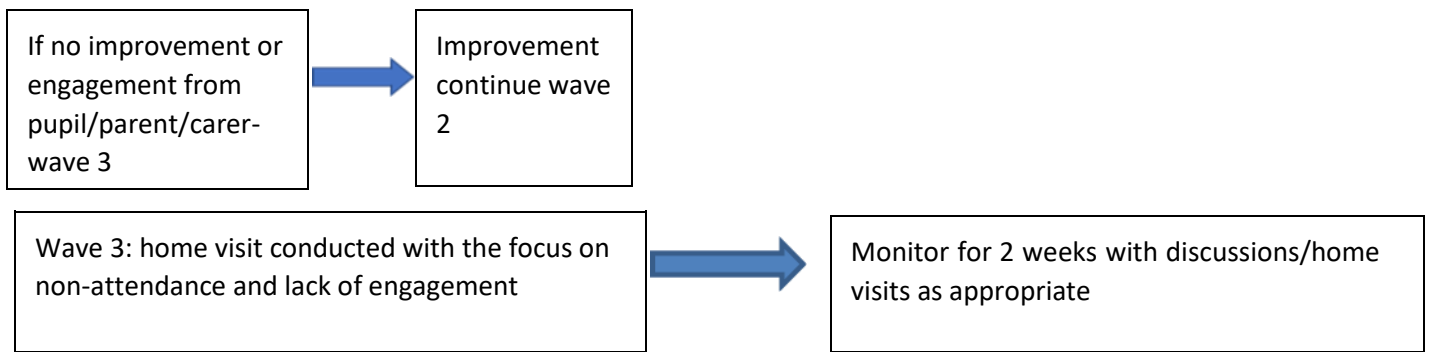 If no improvement or
engagement from
pupil/parent/carer-
wave 3
Improvement
continue wave
2
Wave 3: home visit conducted with the focus on
non-attendance and lack of engagement
Monitor for 2 weeks with discussions/home
visits as appropriate